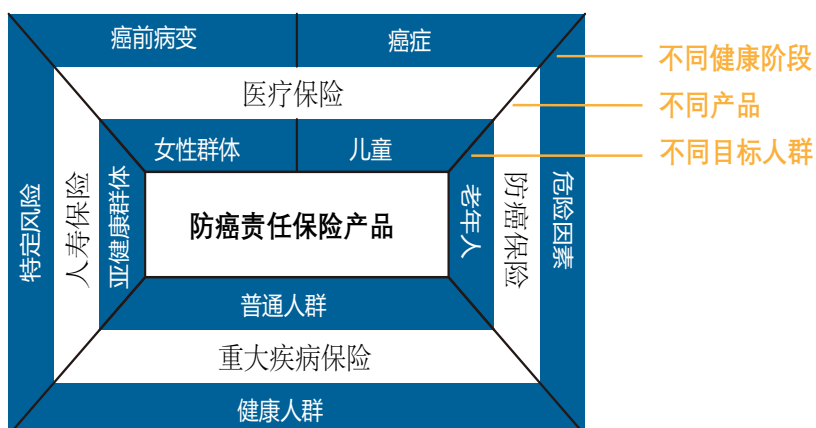 癌前病变
癌症
不同健康阶段
医疗保险
不同产品
女性群体
儿童
不同目标人群
特定风险
人寿保险
亚健康群体
防癌责任保险产品
老年人
防癌保险
危险因素
普通人群
重大疾病保险
健康人群